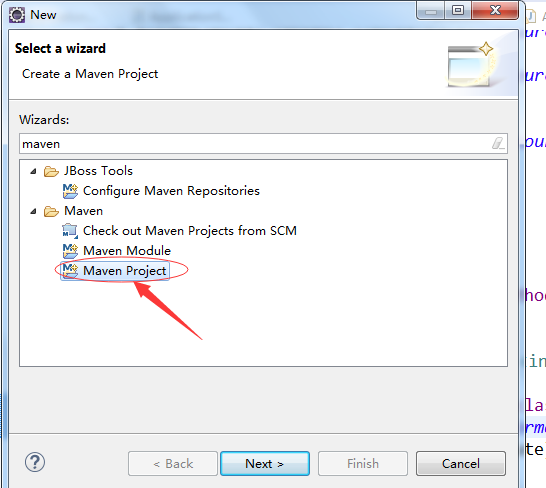 New
Select a wizard
Create a Maven Project
Wizards:
maven
JBoss Tools
Configure Maven Repositories
Maven
Check out Maven Projects from SCM
Maven Module
Maven Project
< Back
Next >
Finish
Cancel